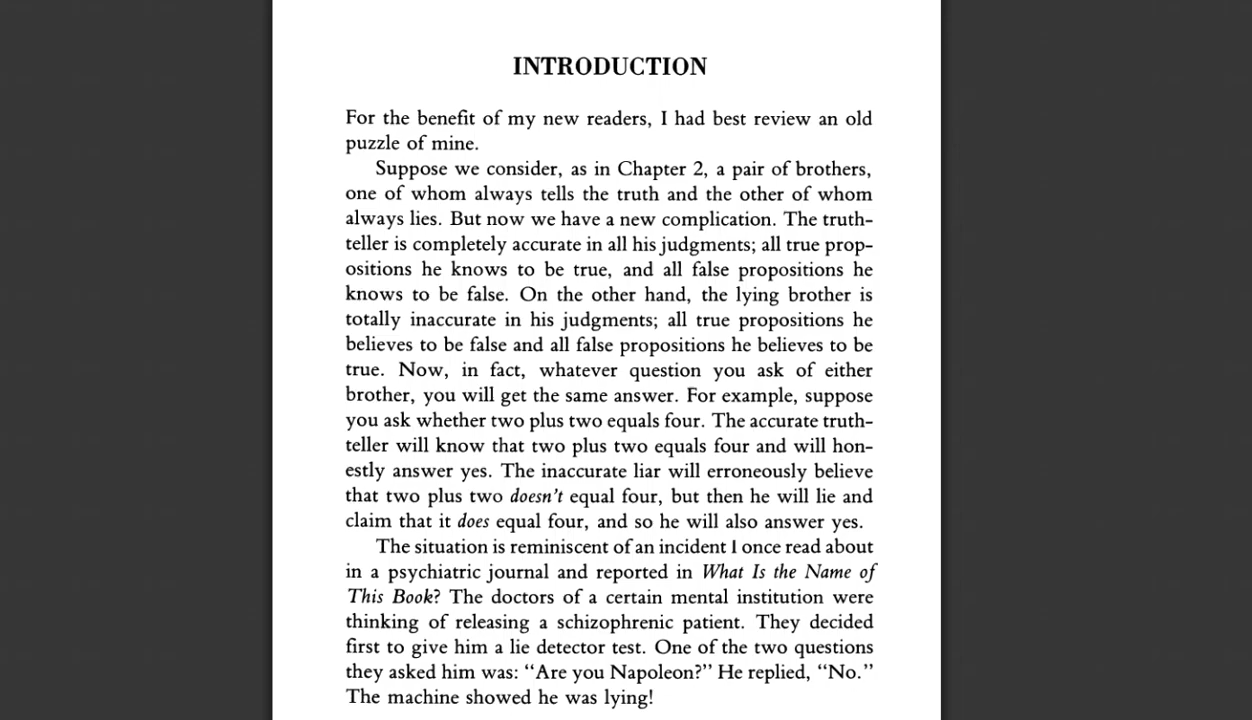 INTRODUCTION
For the benefit of my new readers, I had best review an old
puzzle of mine.
Suppose we consider, as in Chapter 2, a pair of brothers,
one of whom always tells the truth and the other of whom
always lies. But now we have a new complication. The truth-
teller is completely accurate in all his judgments; all true prop-
ositions he knows to be true, and all false propositions he
knows to be false. On the other hand, the lying brother is
totally inaccurate in his judgments; all true propositions he
believes to be false and all false propositions he believes to be
true. Now, in fact, whatever question you ask of either
brother, you will get the same answer. For example, suppose
you ask whether two plus two equals four. The accurate truth-
teller will know that two plus two equals four and will hon-
estly answer yes. The inaccurate liar will erroneously believe
that two plus two doesn't equal four, but then he will lie and
claim that it does equal four, and so he will also answer yes.
The situation is reminiscent of an incident I once read about
in a psychiatric journal and reported in What Is the Name of
This Book? The doctors of a certain mental institution were
thinking of releasing a schizophrenic patient. They decided
first to give him a lie detector test. One of the two questions
they asked him was: “Are you Napoleon?” He replied, “No.”
The machine showed he was lying!